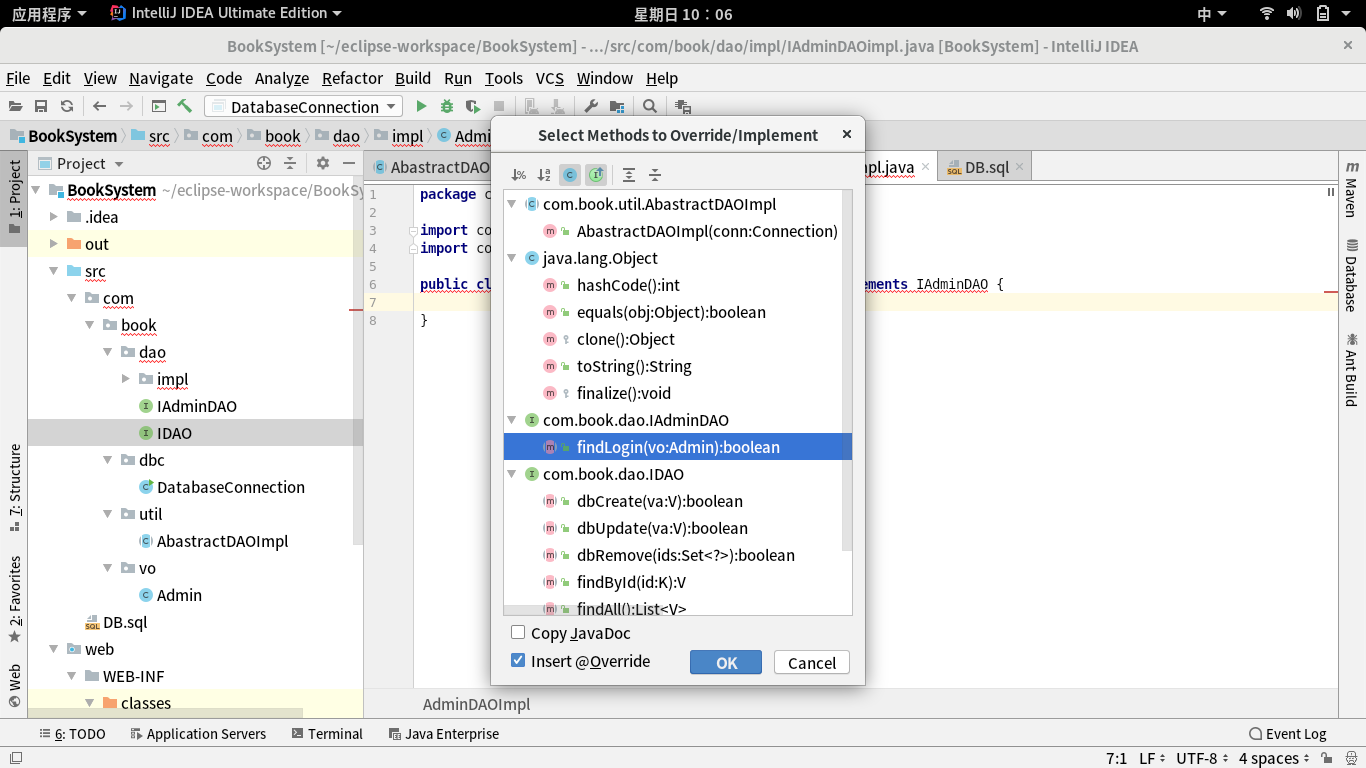 应用程序 IntelliJ IDEA Ultimate Edition 星期日 10：06 中
BookSystem [~/eclipse-workspace/BookSystem] - .../src/com/book/dao/impl/IAdminDAOimpl.java [BookSystem] - IntelliJ IDEA
File Edit View Navigate Code Analyze Refactor Build Run Tools VCS Window Help
DatabaseConnection
BookSystem src com book dao impl Admi
Select Methods to Override/Implement
1: Project
7: Structure
2: Favorites
Web
Project
BookSystem ~/eclipse-workspace/BookSy
.idea
out
src
com
book
dao
impl
IAdminDAO
IDAO
dbc
DatabaseConnection
util
AbastractDAOImpl
vo
Admin
DB.sql
web
WEB-INF
classes
AbastractDAO mpl.java DB.sql
1 package c
2
3 import co
4 import co
5
6 public cl ements IAdminDAO {
7
8 }
com.book.util.AbastractDAOImpl
AbastractDAOImpl(conn:Connection)
java.lang.Object
hashCode():int
equals(obj:Object):boolean
clone():Object
toString():String
finalize():void
com.book.dao.IAdminDAO
findLogin(vo:Admin):boolean
com.book.dao.IDAO
dbCreate(va:V):boolean
dbUpdate(va:V):boolean
dbRemove(ids:Set<?>):boolean
findById(id:K):V
findAll():List<V>
Copy JavaDoc
Insert @Override
OK Cancel
Maven
Database
Ant Build
AdminDAOImpl
6: TODO Application Servers Terminal Java Enterprise Event Log
7:1 LF UTF-8 4 spaces